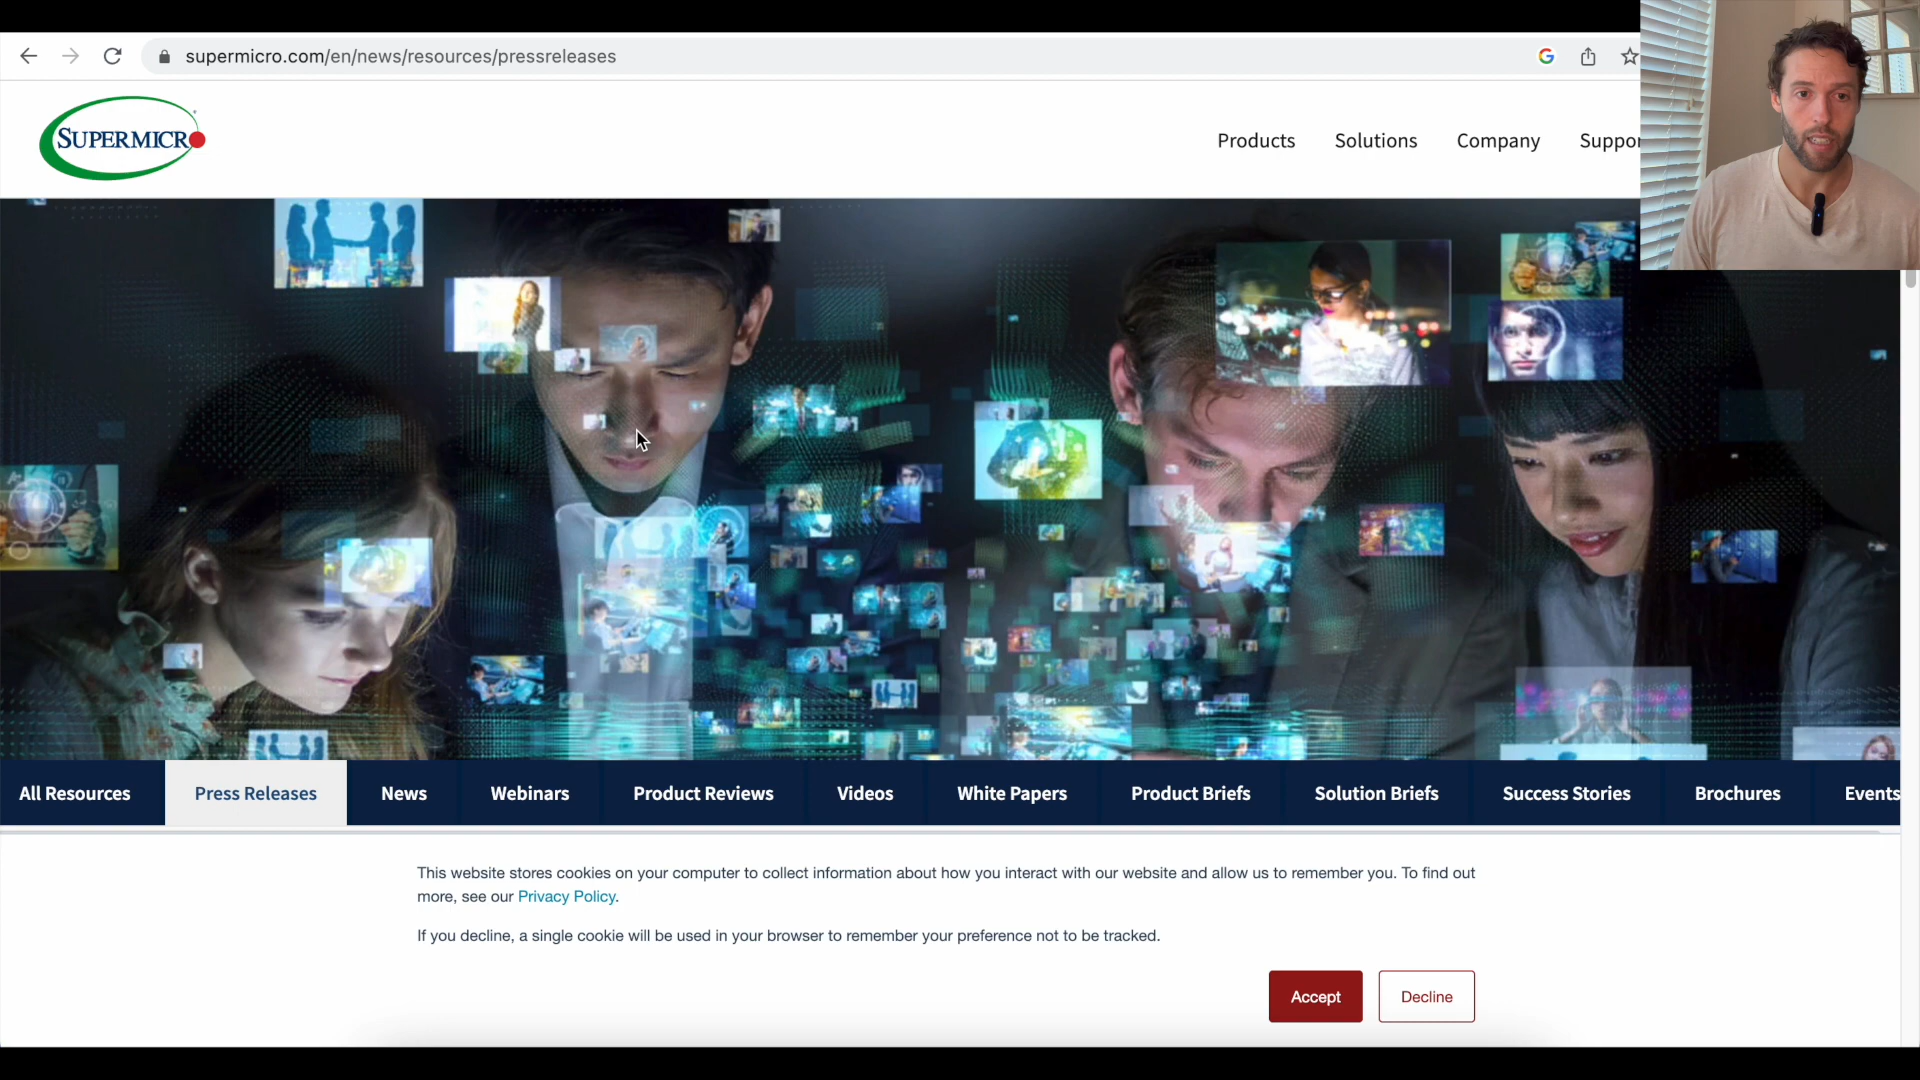 supermicro.com/en/news/resources/pressreleases
SUPERMICR
Products Solutions Company Suppor
All Resources Press Releases News Webinars Product Reviews Videos White Papers Product Briefs Solution Briefs Success Stories Brochures Events
This website stores cookies on your computer to collect information about how you interact with our website and allow us to remember you. To find out
more, see our Privacy Policy.
If you decline, a single cookie will be used in your browser to remember your preference not to be tracked.
Accept Decline